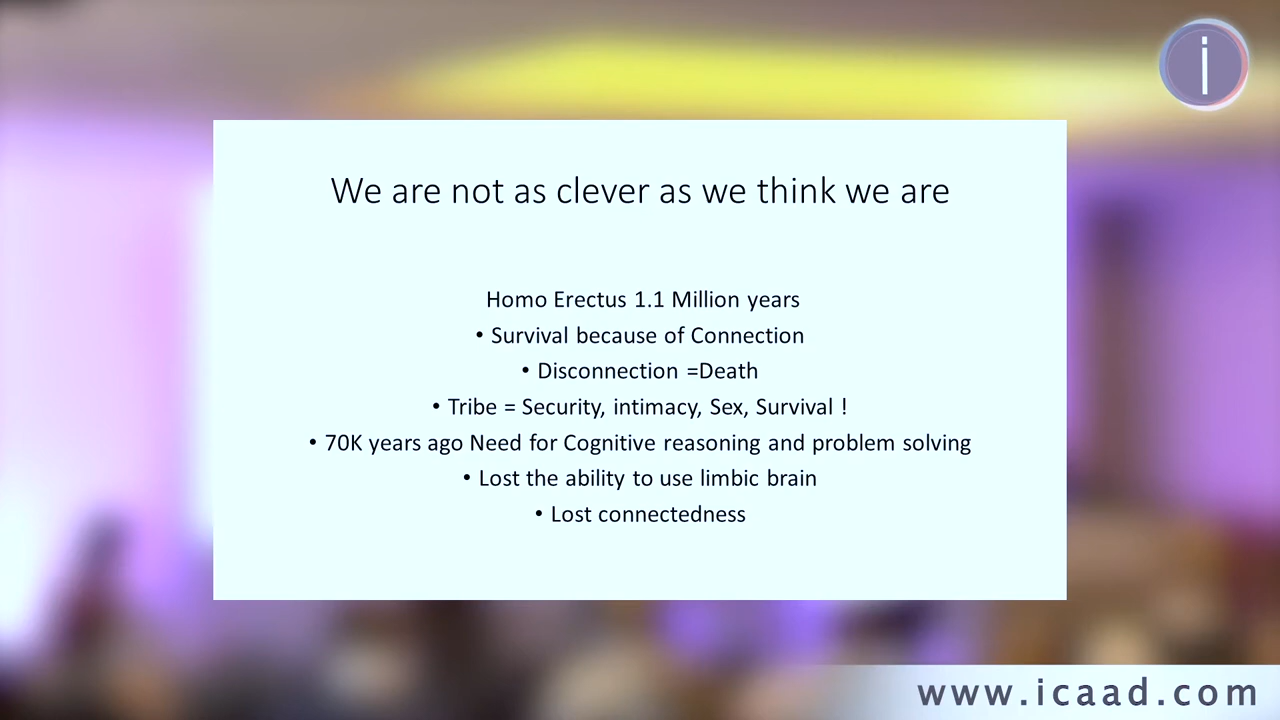 i
We are not as clever as we think we are
Homo Erectus 1.1 Million years
• Survival because of Connection
• Disconnection =Death
• Tribe = Security, intimacy, Sex, Survival !
• 70K years ago Need for Cognitive reasoning and problem solving
• Lost the ability to use limbic brain
• Lost connectedness
www.icaad.com